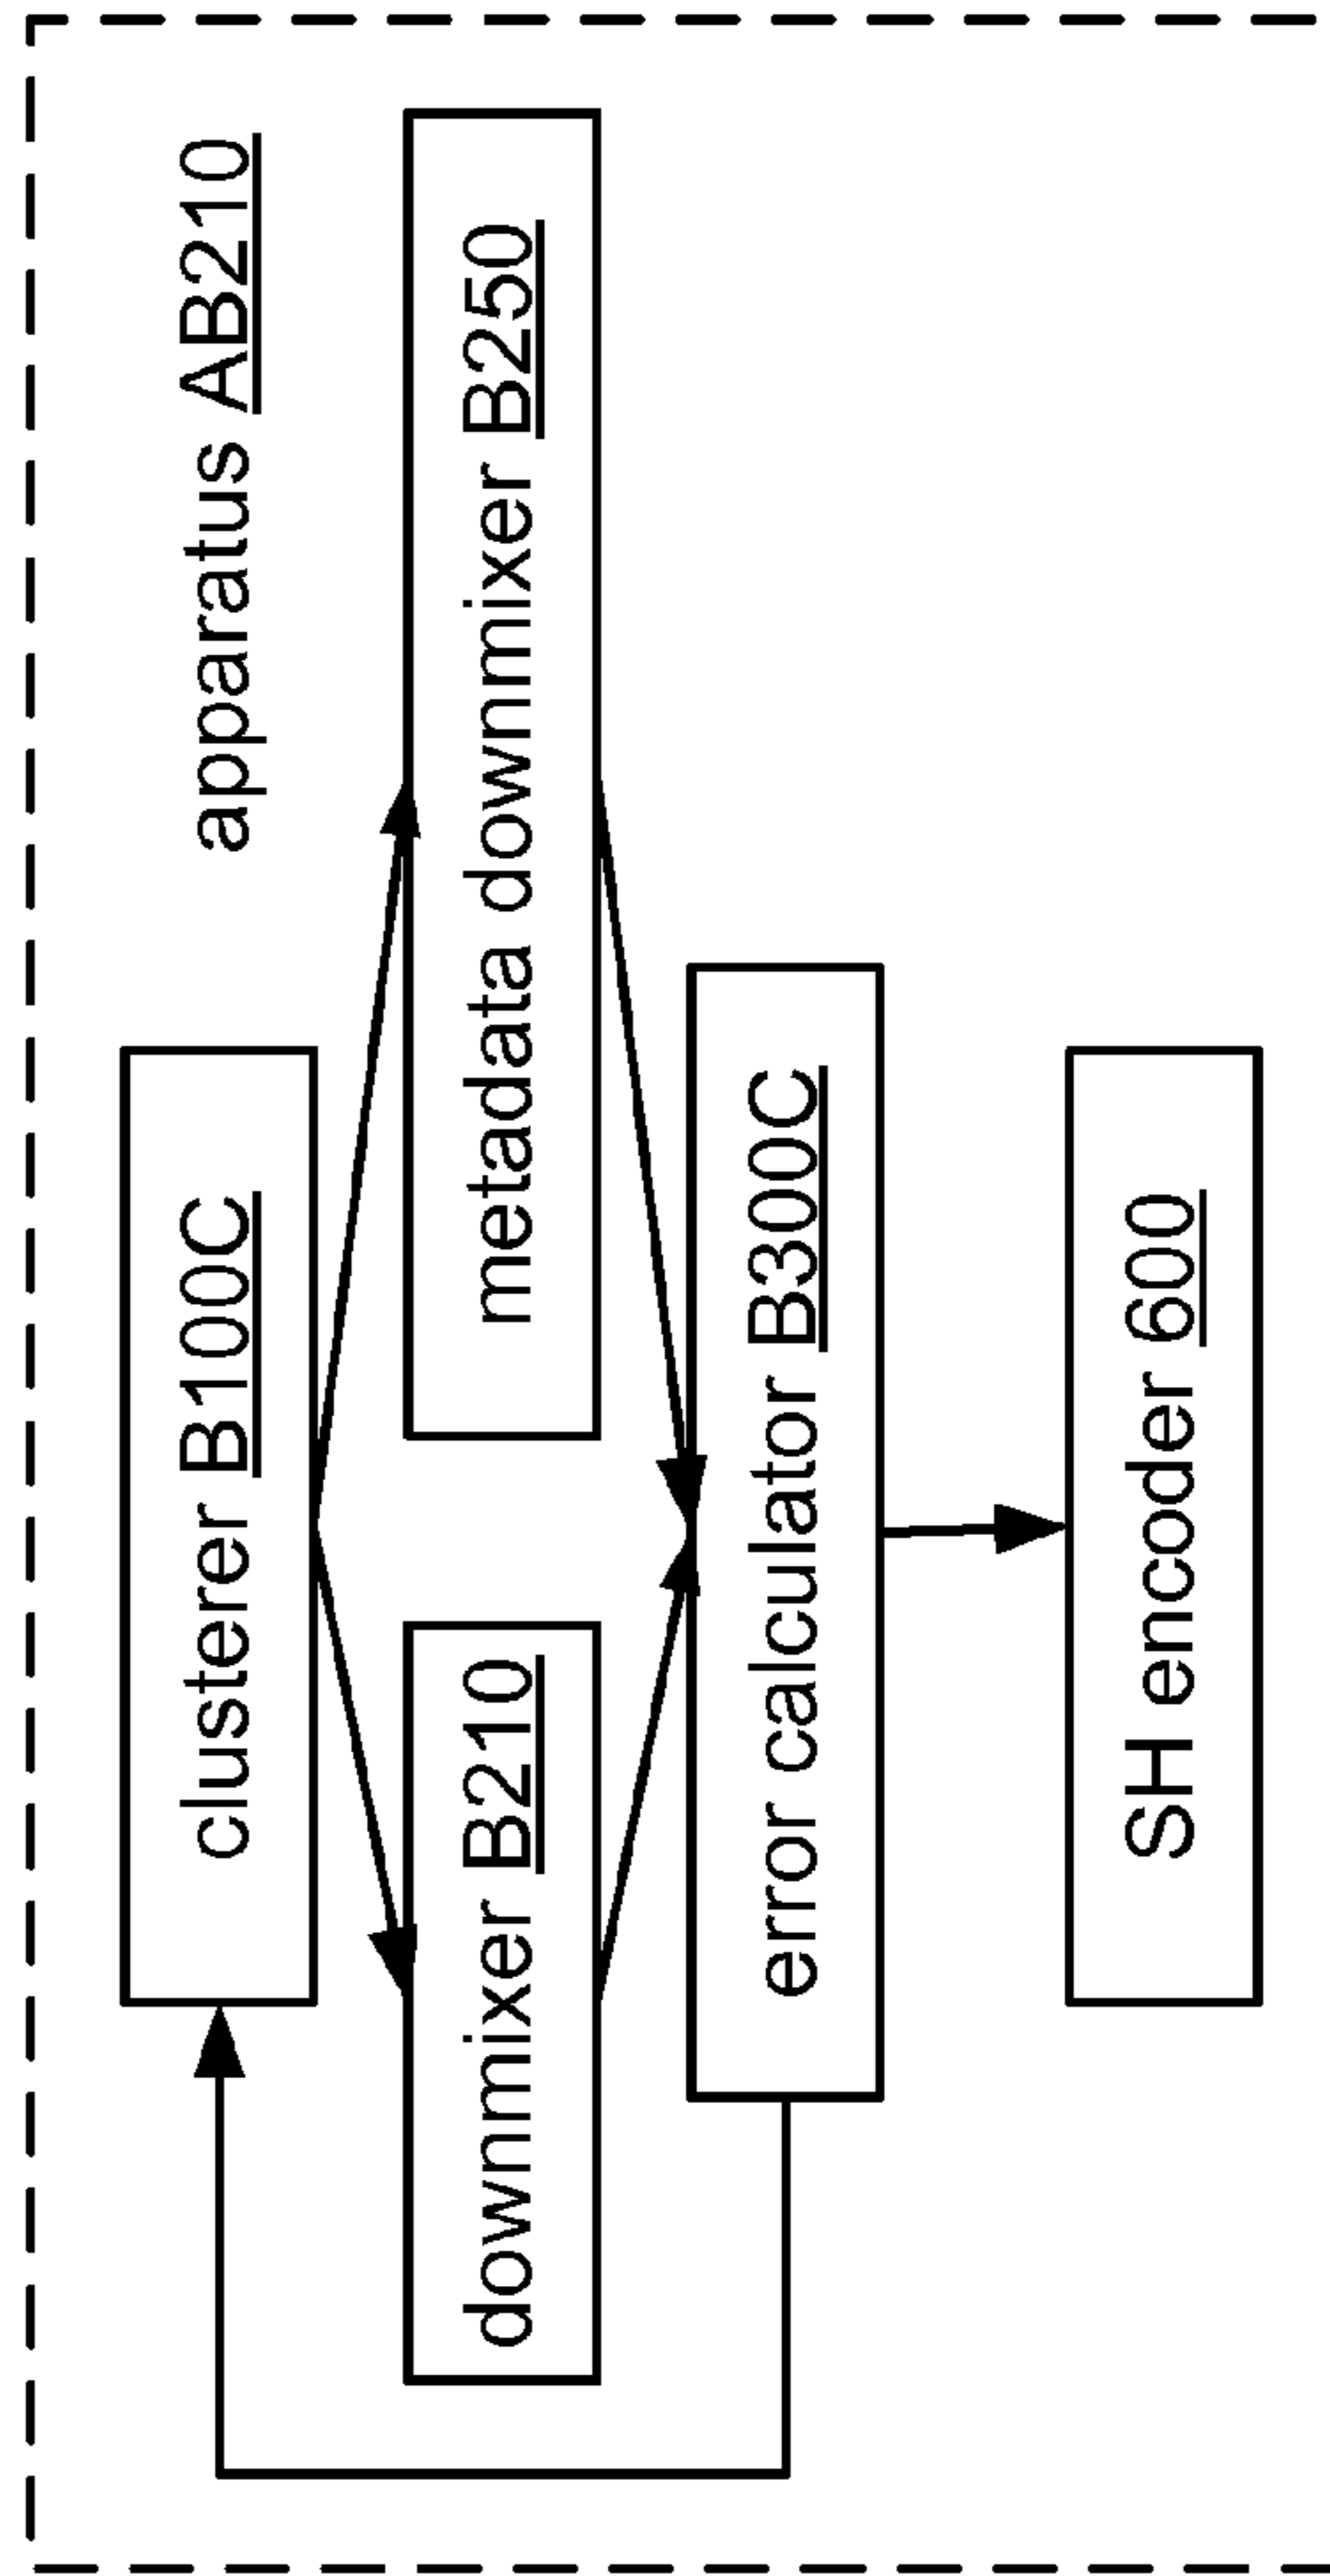 apparatus AB210
clusterer B100C
downmixer B210
metadata downmixer B250
error calculator B300C
SH encoder 600